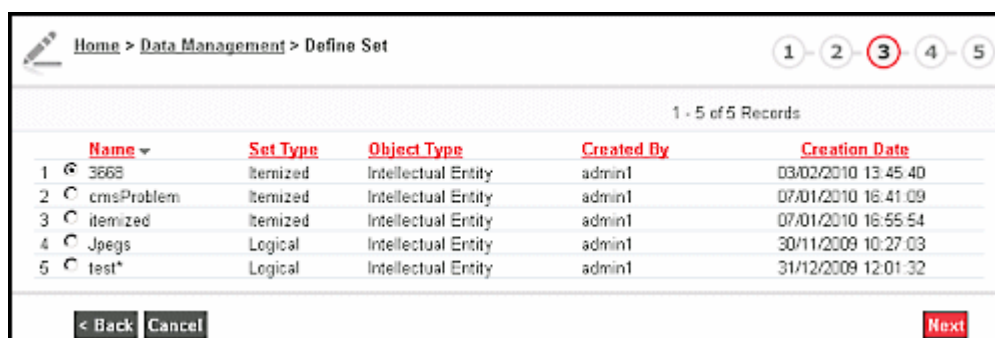 Home > Data Management > Define Set
1 2 3 4 5
1 - 5 of 5 Records
Name Set Type Object Type Created By Creation Date
1 3668 Itemized Intellectual Entity admin1 03/02/2010 13:45:40
2 cmsProblem Itemized Intellectual Entity admin1 07/01/2010 16:41:09
3 itemized Itemized Intellectual Entity admin1 07/01/2010 16:55:54
4 Jpegs Logical Intellectual Entity admin1 30/11/2009 10:27:03
5 test* Logical Intellectual Entity admin1 31/12/2009 12:01:32
< Back Cancel Next